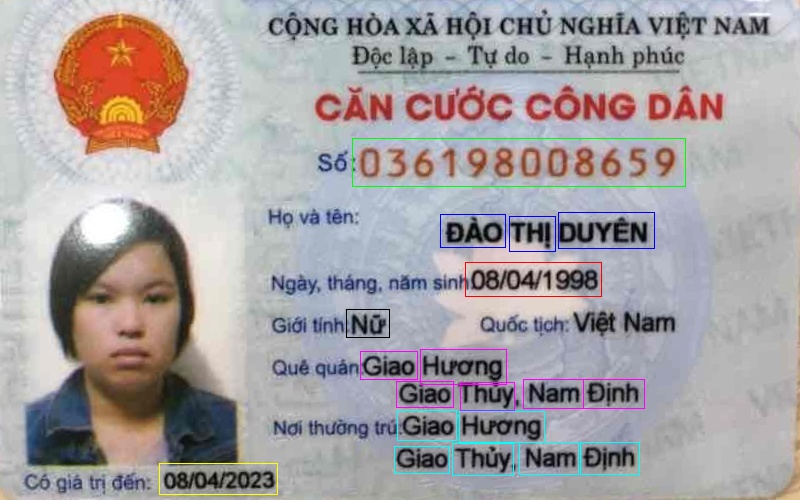 CỘNG HÒA XÃ HỘI CHỦ NGHĨA VIỆT NAM
Độc lập - Tự do - Hạnh phúc
CĂN CƯỚC CÔNG DÂN
Số: 036198008659
Họ và tên:
ĐÀO THỊ DUYÊN
Ngày, tháng, năm sinh: 08/04/1998
Giới tính: Nữ Quốc tịch: Việt Nam
Quê quán: Giao Hương
Giao Thủy, Nam Định
Nơi thường trú: Giao Hương
Giao Thủy, Nam Định
Có giá trị đến: 08/04/2023